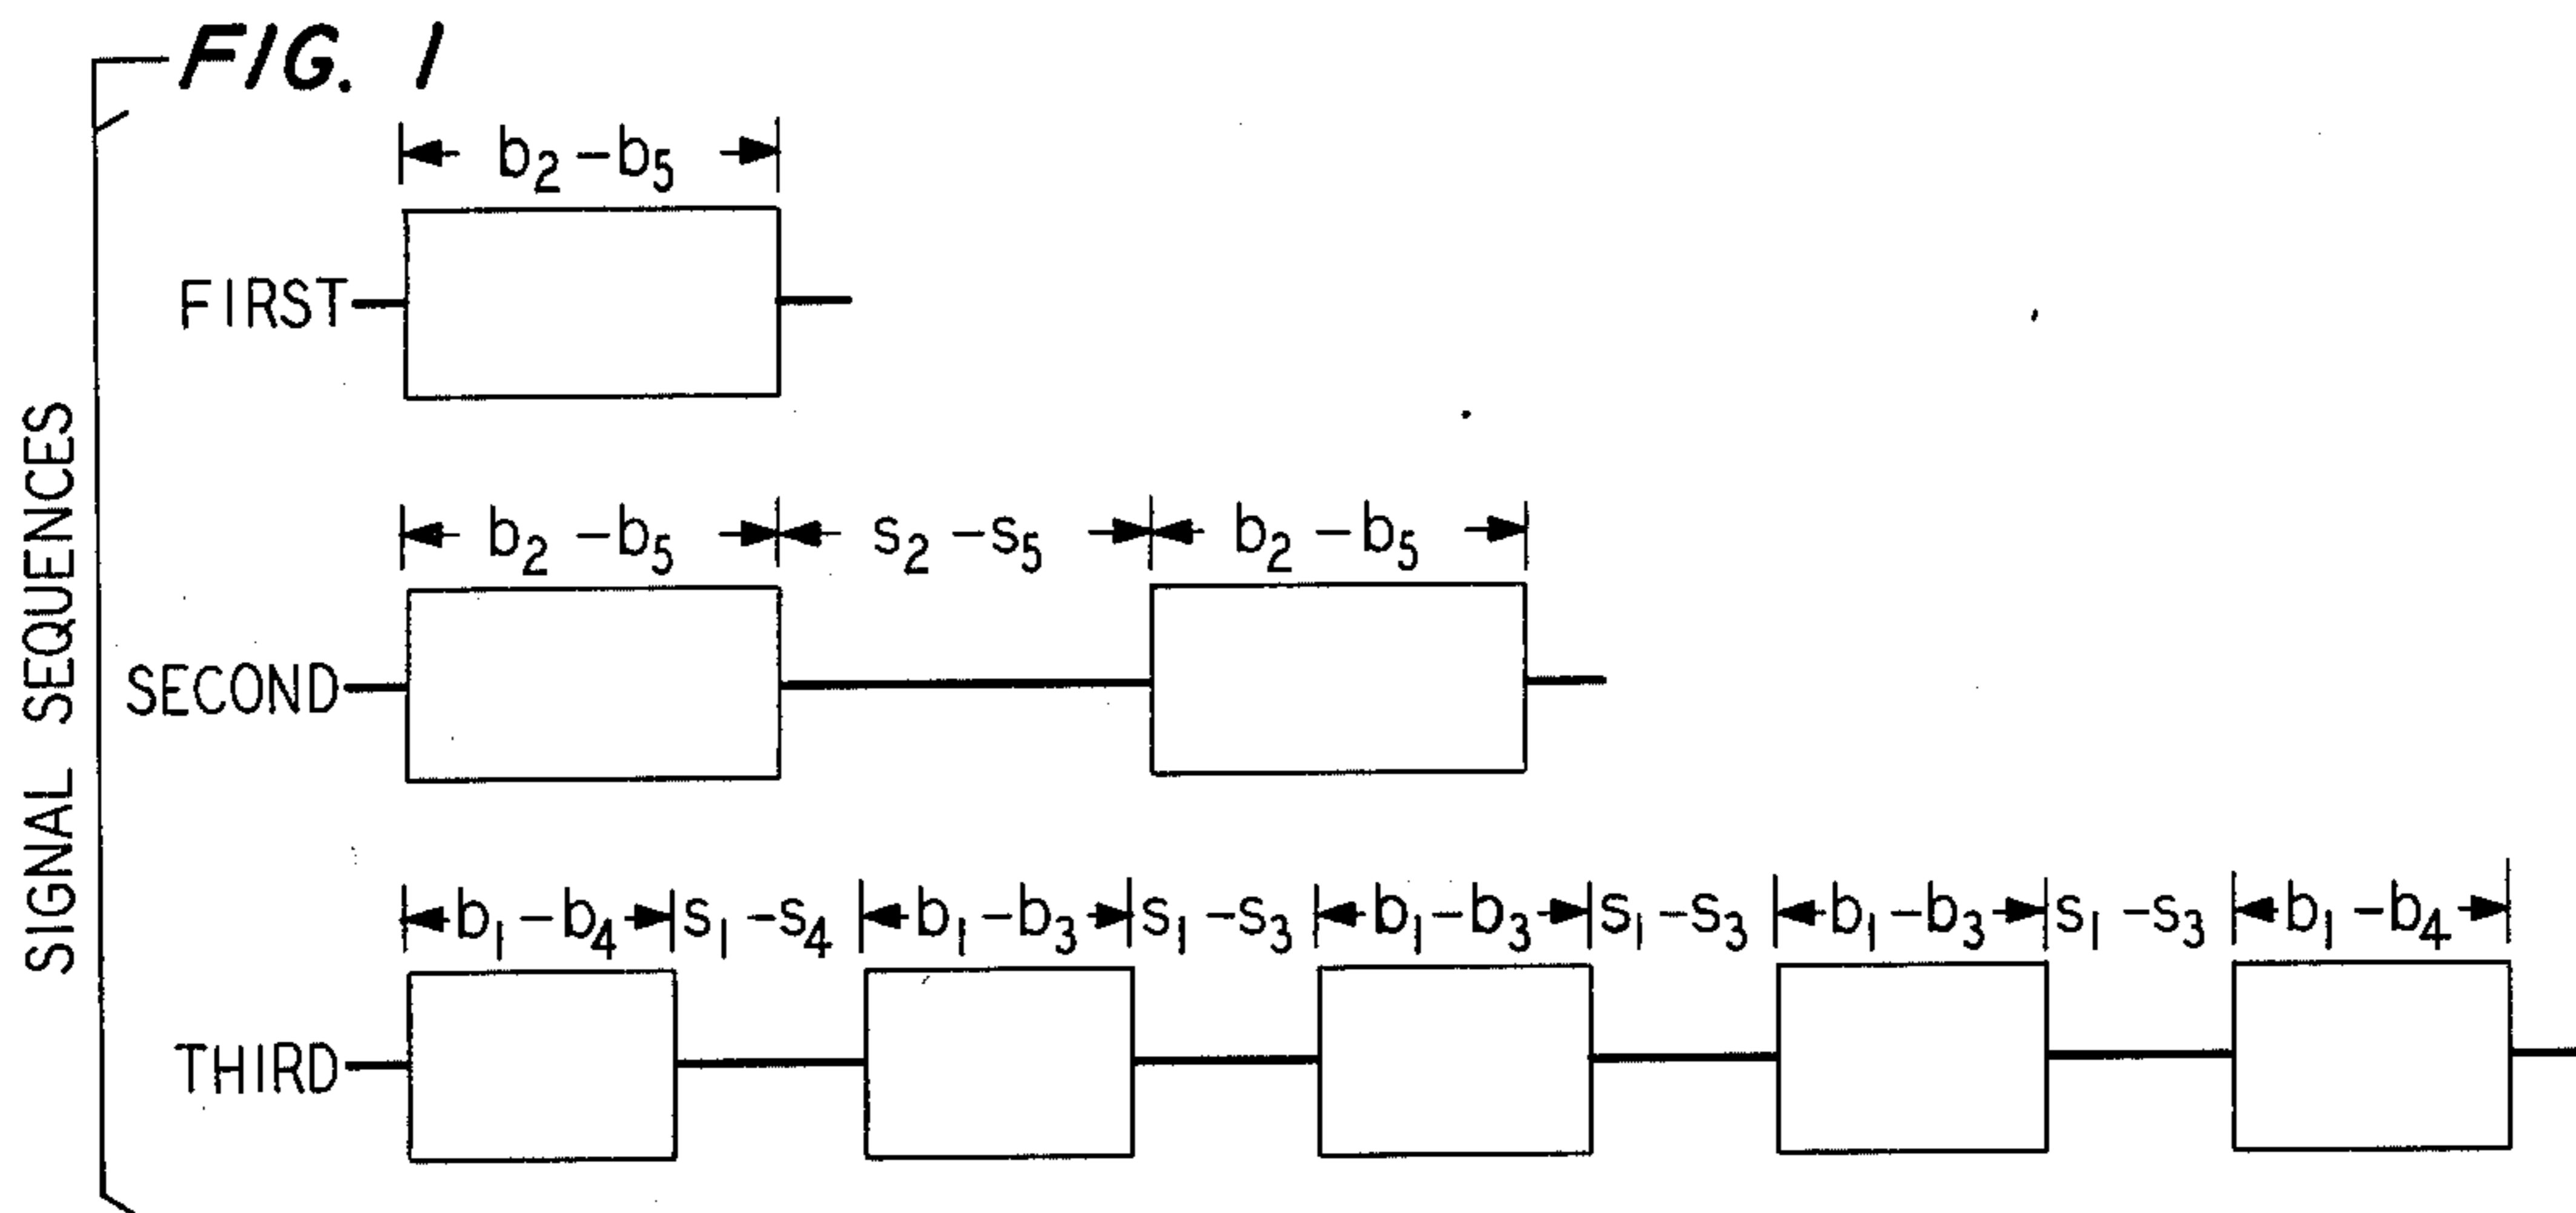 FIG. 1
SIGNAL SEQUENCES
b₂-b₅
FIRST
b₂-b₅ s₂-s₅ b₂-b₅
SECOND
b₁-b₄ s₁-s₄ b₁-b₃ s₁-s₃ b₁-b₃ s₁-s₃ b₁-b₃ s₁-s₃ b₁-b₄
THIRD